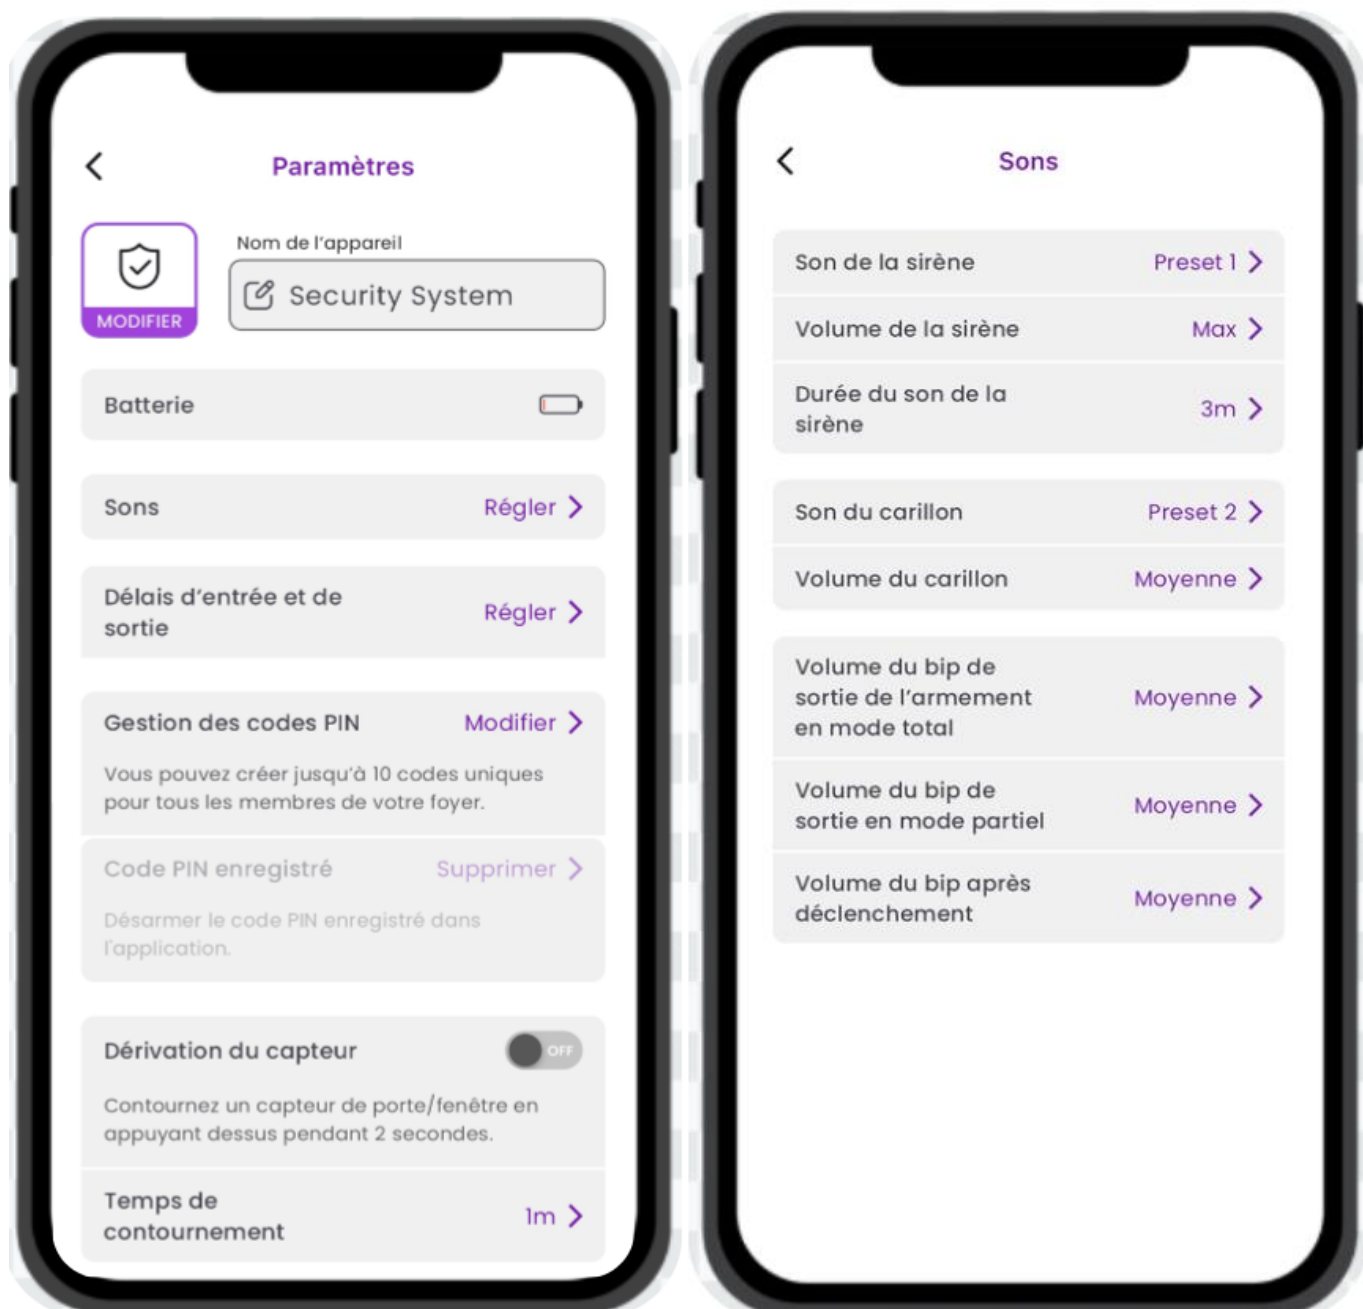 Paramètres
Nom de l'appareil
Security System
MODIFIER
Batterie
Sons
Régler
Délais d'entrée et de
sortie
Régler
Gestion des codes PIN
Modifier
Vous pouvez créer jusqu'à 10 codes uniques
pour tous les membres de votre foyer.
Code PIN enregistré
Supprimer
Désarmer le code PIN enregistré dans
l'application.
Dérivation du capteur
OFF
Contournez un capteur de porte/fenêtre en
appuyant dessus pendant 2 secondes.
Temps de
contournement
1m
Sons
Son de la sirène
Preset 1
Volume de la sirène
Max
Durée du son de la
sirène
3m
Son du carillon
Preset 2
Volume du carillon
Moyenne
Volume du bip de
sortie de l'armement
en mode total
Moyenne
Volume du bip de
sortie en mode partiel
Moyenne
Volume du bip après
déclenchement
Moyenne